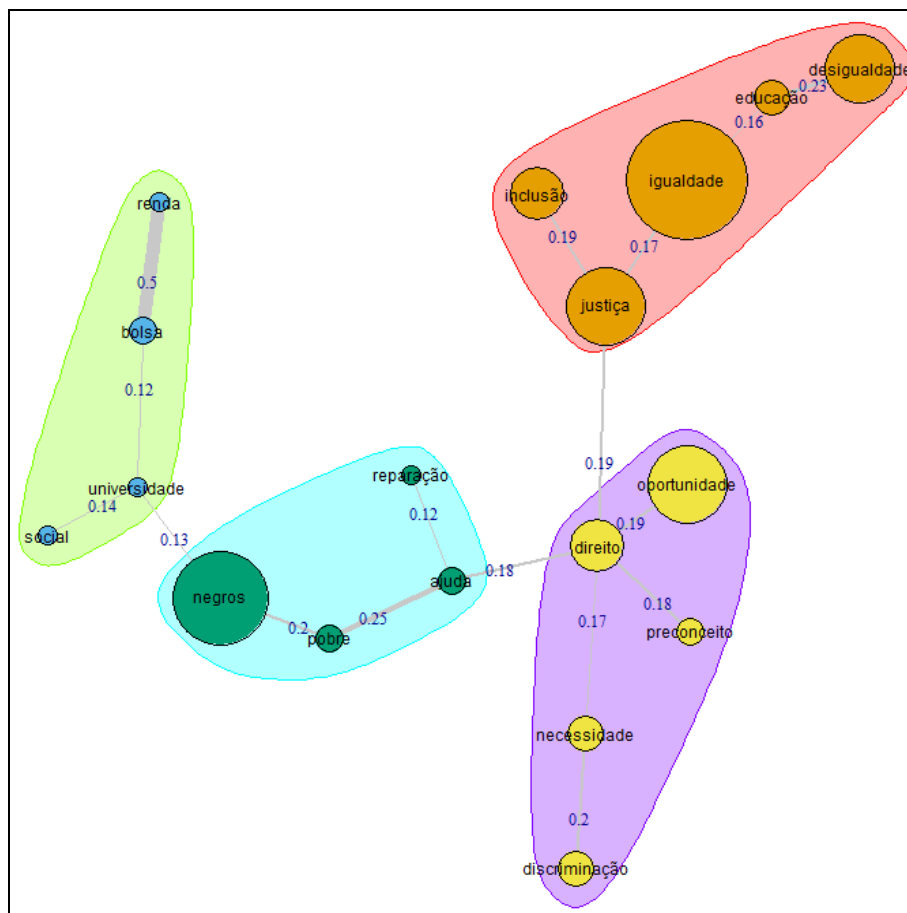 desigualdade
0.23
educação
0.16
igualdade
inclusão
renda
0.19
0.17
0.5
justiça
bolsa
0.12
0.19
reparação
oportunidade
universidade
0.14
0.12
0.19
social
0.13
direito
0.18
ajuda
negros
0.18
0.25
0.2
pobre
0.17
preconceito
necessidade
0.2
discriminação